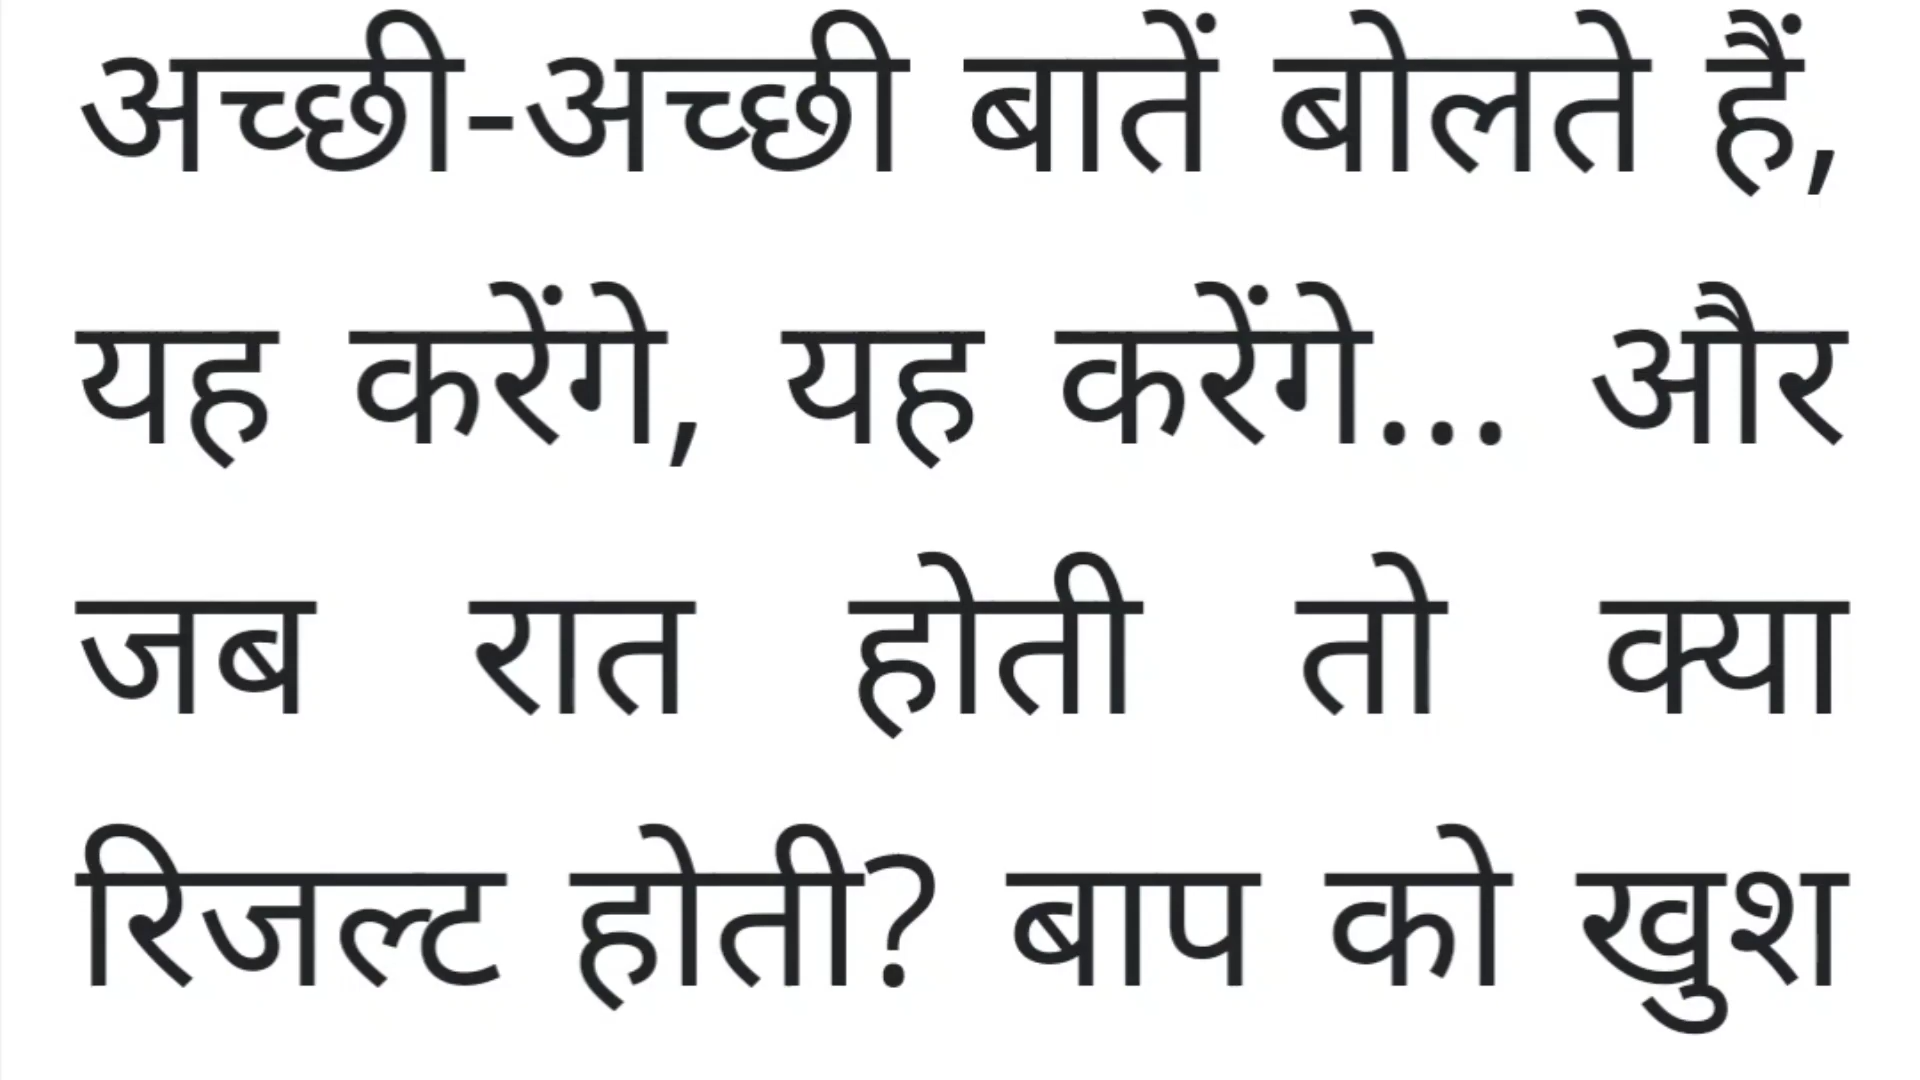 अच्छी-अच्छी बातें बोलते हैं,
यह करेंगे, यह करेंगे... और
जब रात होती तो क्या
रिजल्ट होती? बाप को खुश